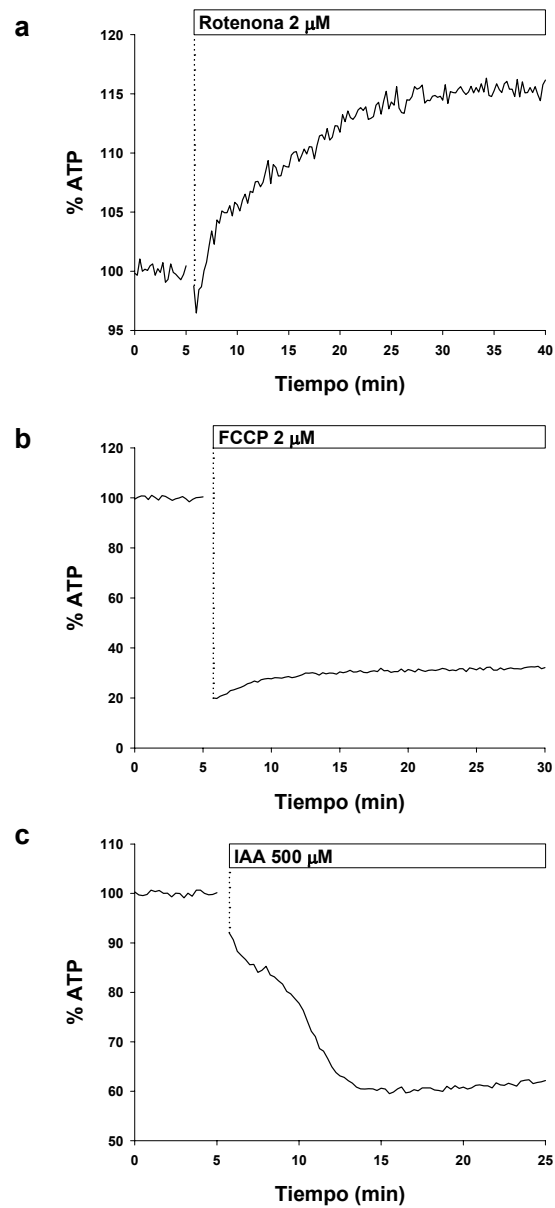 a
Rotenona 2 μM
120
115
110
105
100
95
% ATP
0 5 10 15 20 25 30 35 40
Tiempo (min)
b
FCCP 2 μM
120
100
80
60
40
20
0
% ATP
0 5 10 15 20 25 30
Tiempo (min)
c
IAA 500 μM
110
100
90
80
70
60
50
% ATP
0 5 10 15 20 25
Tiempo (min)